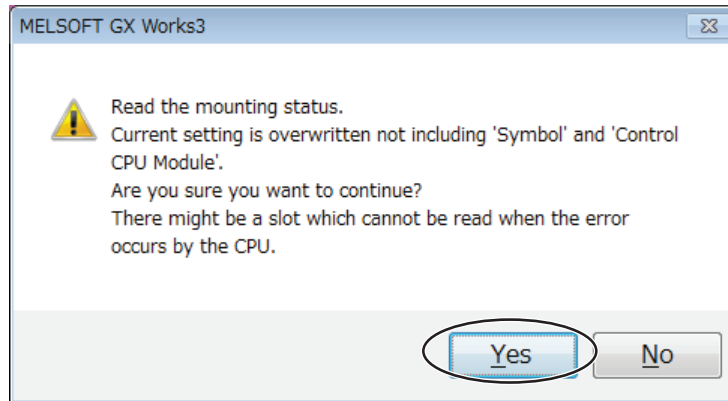 MELSOFT GX Works3
Read the mounting status.
Current setting is overwritten not including 'Symbol' and 'Control
CPU Module'.
Are you sure you want to continue?
There might be a slot which cannot be read when the error
occurs by the CPU.
Yes No